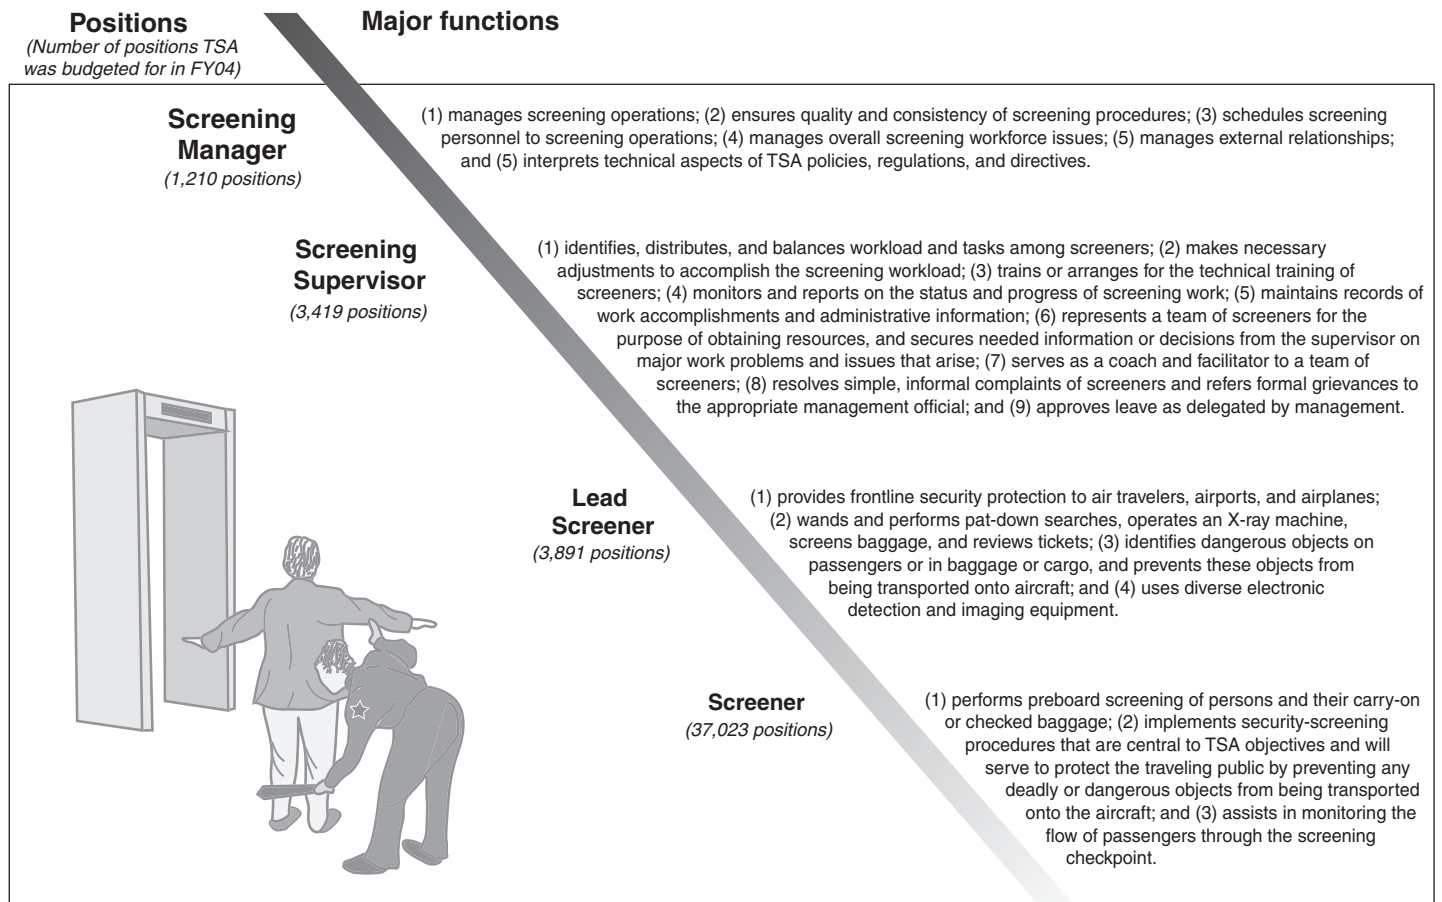 Positions
(Number of positions TSA
was budgeted for in FY04)
Major functions
Screening
Manager
(1,210 positions)
(1) manages screening operations; (2) ensures quality and consistency of screening procedures; (3) schedules screening
personnel to screening operations; (4) manages overall screening workforce issues; (5) manages external relationships;
and (5) interprets technical aspects of TSA policies, regulations, and directives.
Screening
Supervisor
(3,419 positions)
(1) identifies, distributes, and balances workload and tasks among screeners; (2) makes necessary
adjustments to accomplish the screening workload; (3) trains or arranges for the technical training of
screeners; (4) monitors and reports on the status and progress of screening work; (5) maintains records of
work accomplishments and administrative information; (6) represents a team of screeners for the
purpose of obtaining resources, and secures needed information or decisions from the supervisor on
major work problems and issues that arise; (7) serves as a coach and facilitator to a team of
screeners; (8) resolves simple, informal complaints of screeners and refers formal grievances to
the appropriate management official; and (9) approves leave as delegated by management.
Lead
Screener
(3,891 positions)
(1) provides frontline security protection to air travelers, airports, and airplanes;
(2) wands and performs pat-down searches, operates an X-ray machine,
screens baggage, and reviews tickets; (3) identifies dangerous objects on
passengers or in baggage or cargo, and prevents these objects from
being transported onto aircraft; and (4) uses diverse electronic
detection and imaging equipment.
Screener
(37,023 positions)
(1) performs preboard screening of persons and their carry-on
or checked baggage; (2) implements security-screening
procedures that are central to TSA objectives and will
serve to protect the traveling public by preventing any
deadly or dangerous objects from being transported
onto the aircraft; and (3) assists in monitoring the
flow of passengers through the screening
checkpoint.